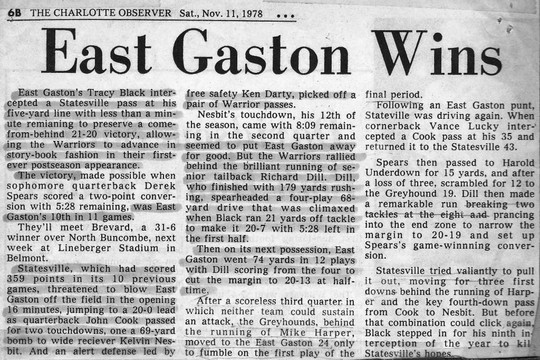 6B THE CHARLOTTE OBSERVER Sat., Nov. 11, 1978 •••
East Gaston Wins
East Gaston's Tracy Black inter-
cepted a Statesville pass at his
five-yard line with less than a min-
ute remianing to preserve a come-
from-behind 21-20 victory, allow-
ing the Warriors to advance in
story-book fashion in their first-
ever postseason appearance.
The victory, made possible when
sophomore quarterback Derek
Spears scored a two-point conver-
sion with 5:28 remaining, was East
Gaston's 10th in 11 games.
They'll meet Brevard, a 31-6
winner over North Buncombe, next
week at Lineberger Stadium in
Belmont.
Statesville, which had scored
359 points in its 10 previous
games, threatened to blow East
Gaston off the field in the opening
16 minutes, jumping to a 20-0 lead
as quarterback John Cook passed
for two touchdowns, one a 69-yard
bomb to wide reciever Kelvin Nes-
bit. And an alert defense led by
free safety Ken Darty, picked off a
pair of Warrior passes.
Nesbit's touchdown, his 12th of
the season, came with 8:09 remain-
ing in the second quarter and
seemed to put East Gaston away
for good. But the Warriors rallied
behind the brilliant running of se-
nior tailback Richard Dill. Dill,
who finished with 179 yards rush-
ing, spearheaded a four-play 68-
yard drive that was climaxed
when Black ran 21 yards off tackle
to make it 20-7 with 5:28 left in
the first half.
Then on its next possession, East
Gaston went 74 yards in 12 plays
with Dill scoring from the four to
cut the margin to 20-13 at half-
time.
After a scoreless third quarter in
which neither team could sustain
an attack, the Greyhounds, behind
the running of Mike Harper,
moved to the East Gaston 24 only
to fumble on the first play of the
final period.
Following an East Gaston punt,
Stateville was driving again. When
cornerback Vance Lucky inter-
cepted a Cook pass at his 35 and
returned it to the Statesville 43.
Spears then passed to Harold
Underdown for 15 yards, and after
a loss of three, scrambled for 12 to
the Greyhound 19. Dill then made
a remarkable run breaking two
tackles at the eight and prancing
into the end zone to narrow the
margin to 20-19 and set up
Spears's game-winnning conver-
sion.
Statesville tried valiantly to pull
it out, moving for three first
downs behind the running of Harp-
er and the key fourth-down pass
from Cook to Nesbit. But before
that combination could click again,
Black stepped in for his ninth in-
terception of the year to kil
Statesville's hopes.